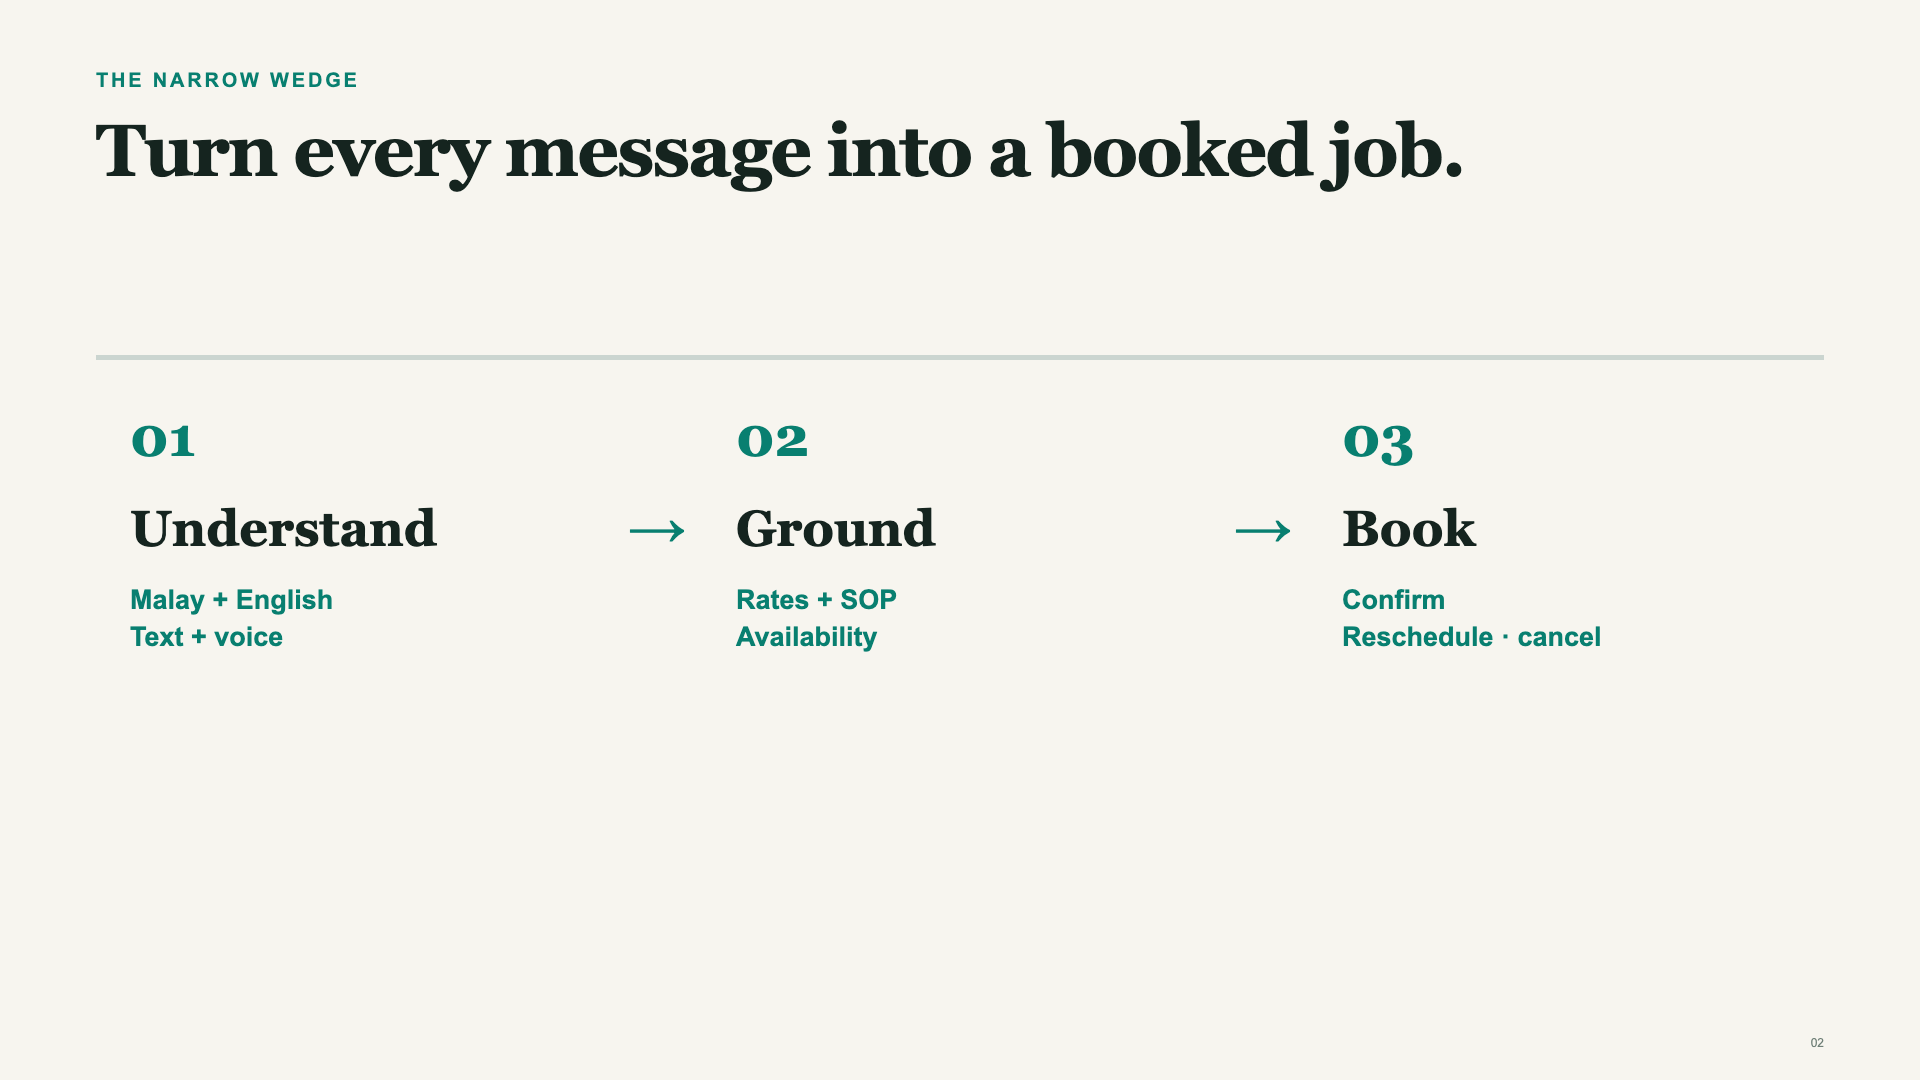 THE NARROW WEDGE
Turn every message into a booked job.
01
Understand
Malay + English
Text + voice
→
02
Ground
Rates + SOP
Availability
→
03
Book
Confirm
Reschedule · cancel
02